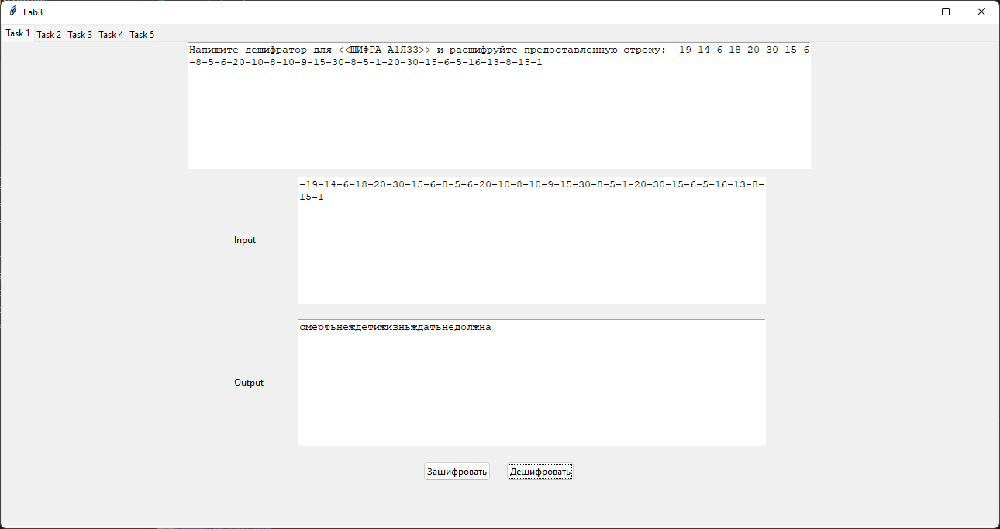 Lab3
Task 1 Task 2 Task 3 Task 4 Task 5
Напишите дешифратор для <<ШИФРА А1Я33>> и расшифруйте предоставленную строку: -19-14-6-18-20-30-15-6
-8-5-6-20-10-8-10-9-15-30-8-5-1-20-30-15-6-5-16-13-8-15-1
-19-14-6-18-20-30-15-6-8-5-6-20-10-8-10-9-15-30-8-5-1-20-30-15-6-5-16-13-8-
15-1
Input
смертьнеждетижизньждатьнедолжна
Output
Зашифровать Дешифровать